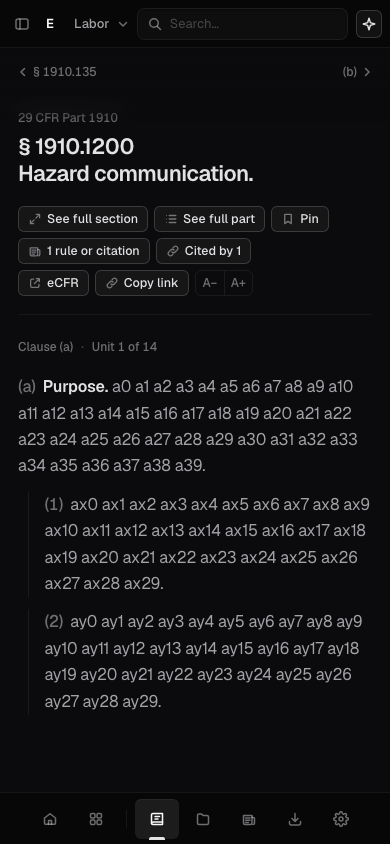 E Labor Search...
§ 1910.135 (b)
29 CFR Part 1910
§ 1910.1200
Hazard communication.
See full section See full part Pin
1 rule or citation Cited by 1
eCFR Copy link A− A+
Clause (a) · Unit 1 of 14
(a) Purpose. a0 a1 a2 a3 a4 a5 a6 a7 a8 a9 a10
a11 a12 a13 a14 a15 a16 a17 a18 a19 a20 a21 a22
a23 a24 a25 a26 a27 a28 a29 a30 a31 a32 a33
a34 a35 a36 a37 a38 a39.
(1) ax0 ax1 ax2 ax3 ax4 ax5 ax6 ax7 ax8 ax9
ax10 ax11 ax12 ax13 ax14 ax15 ax16 ax17 ax18
ax19 ax20 ax21 ax22 ax23 ax24 ax25 ax26
ax27 ax28 ax29.
(2) ay0 ay1 ay2 ay3 ay4 ay5 ay6 ay7 ay8 ay9
ay10 ay11 ay12 ay13 ay14 ay15 ay16 ay17 ay18
ay19 ay20 ay21 ay22 ay23 ay24 ay25 ay26
ay27 ay28 ay29.